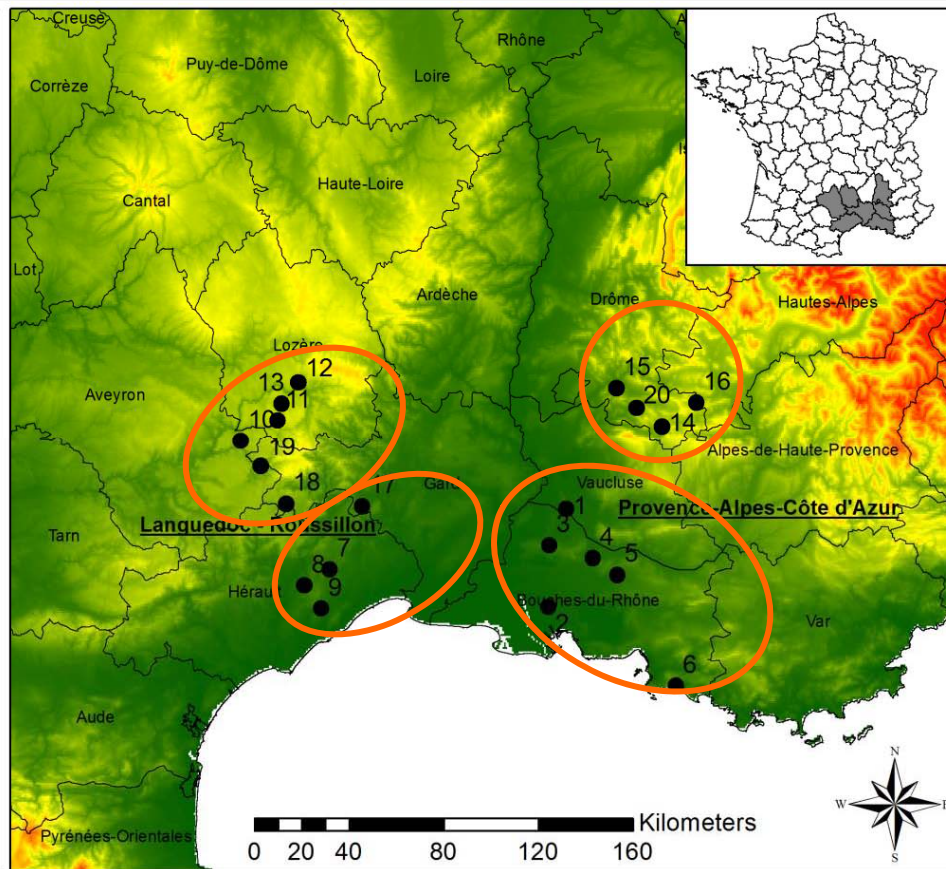 Creuse
Rhône
A
Puy-de-Dôme
Loire
Corrèze
Is
Haute-Loire
Cantal
Lot
Ardèche
Drôme
Hautes-Alpes
Lozère
12
13
11
10
15
16
20
14
Aveyron
19
Alpes-de-Haute-Provence
18
17
Gard
Vaucluse
1
Provence-Alpes-Côte d'Azur
Languedoc-Roussillon
3
4
5
Tarn
7
8
9
Hérault
Bouches-du-Rhône
2
Var
6
Aude
N
W
E
S
Kilometers
Pyrénées-Orientales
0 20 40 80 120 160